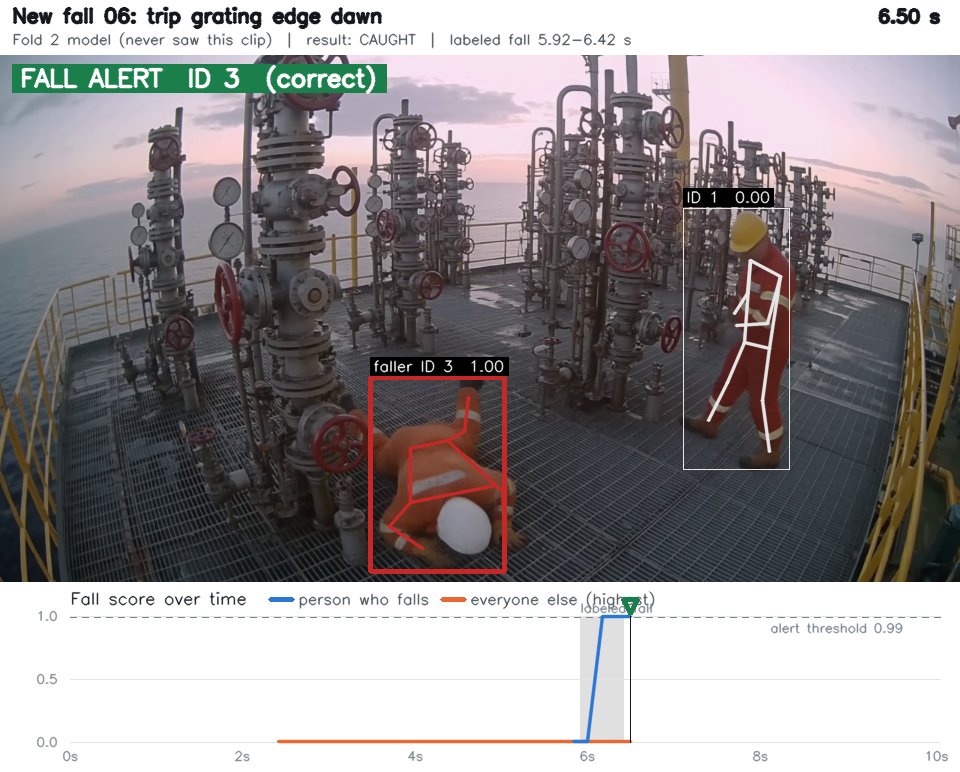 New fall 06: trip grating edge dawn
6.50 s
Fold 2 model (never saw this clip) | result: CAUGHT | labeled fall 5.92–6.42 s
FALL ALERT ID 3 (correct)
ID 1 0.00
faller ID 3 1.00
Fall score over time
person who falls
everyone else (highest)
labeled fall
1.0
alert threshold 0.99
0.5
0.0
0s 2s 4s 6s 8s 10s